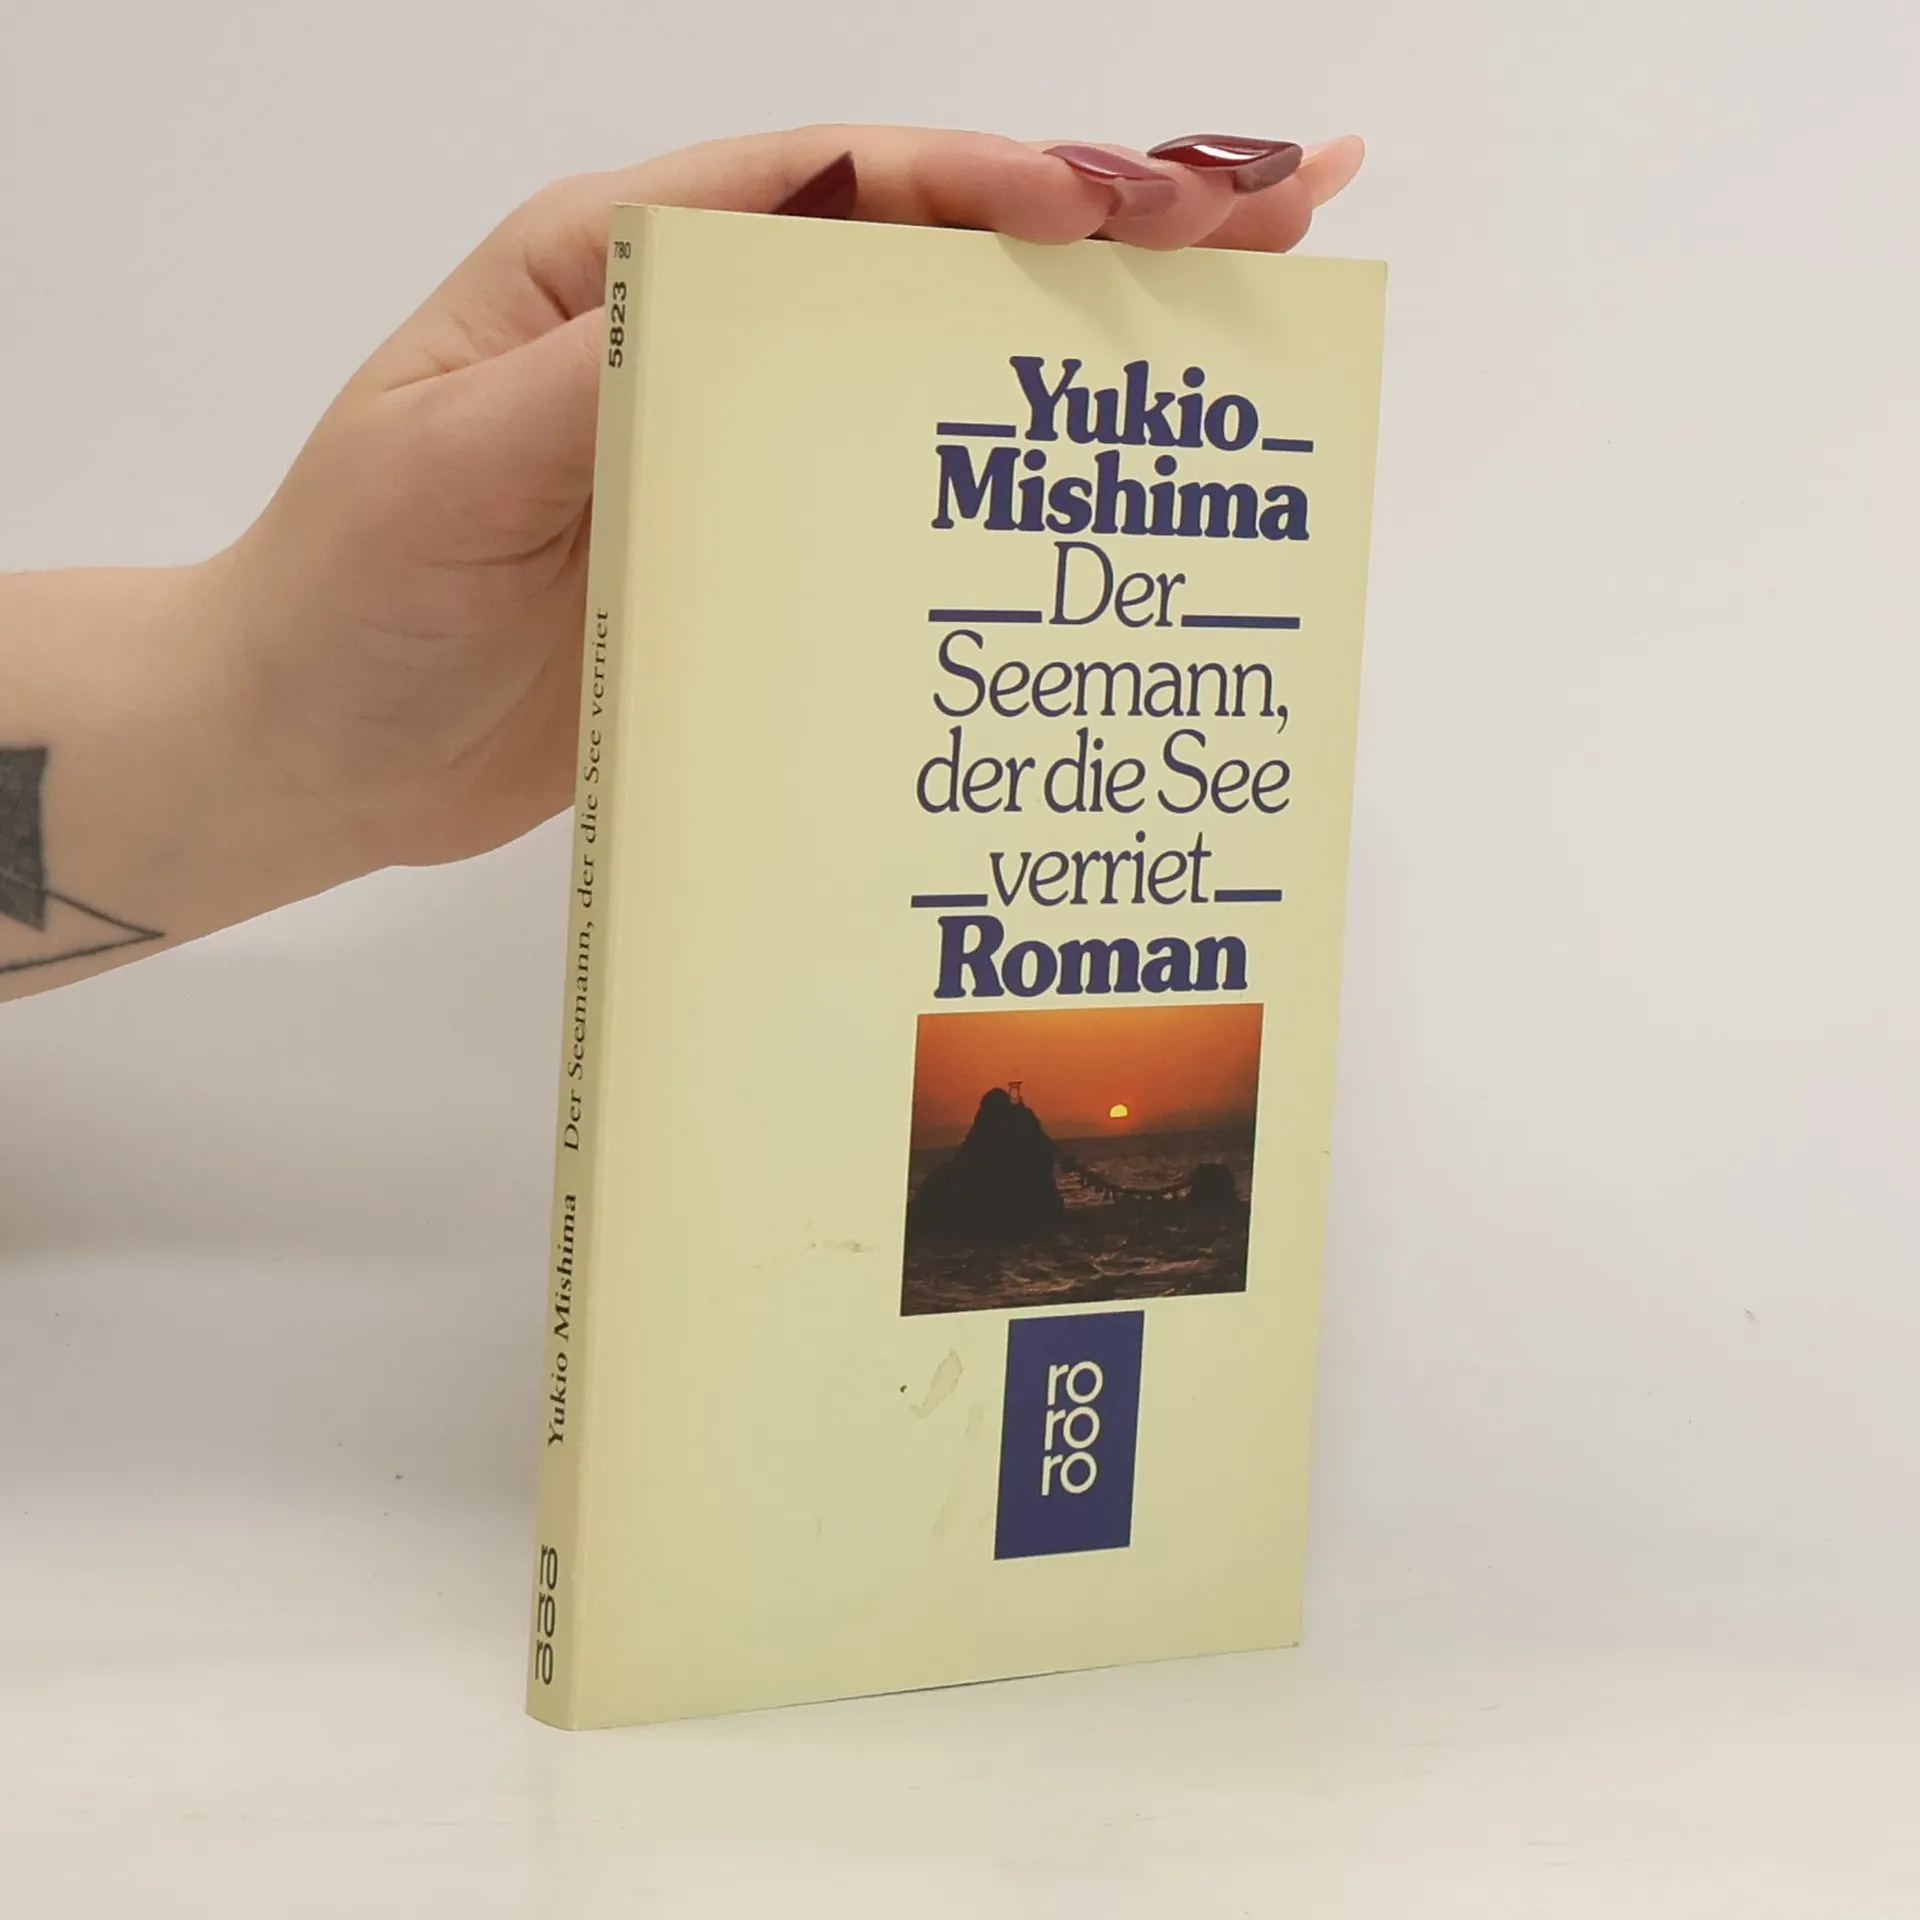 780
5823
Yukio Mishima Der Seemann, der die See verriet
ro
ro
ro
Yukio
Mishima
Der
Seemann,
der die See
verriet
Roman
ro
ro
ro